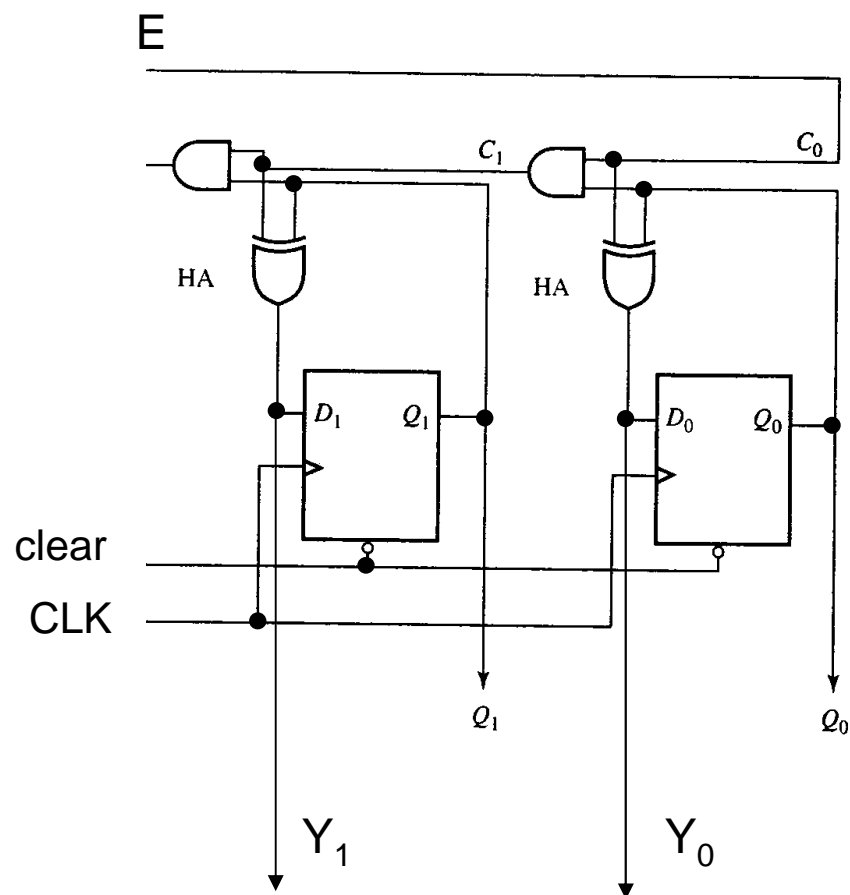 E
C₁ C₀
HA HA
D₁ Q₁ D₀ Q₀
clear
CLK
Q₁ Q₀
Y₁ Y₀